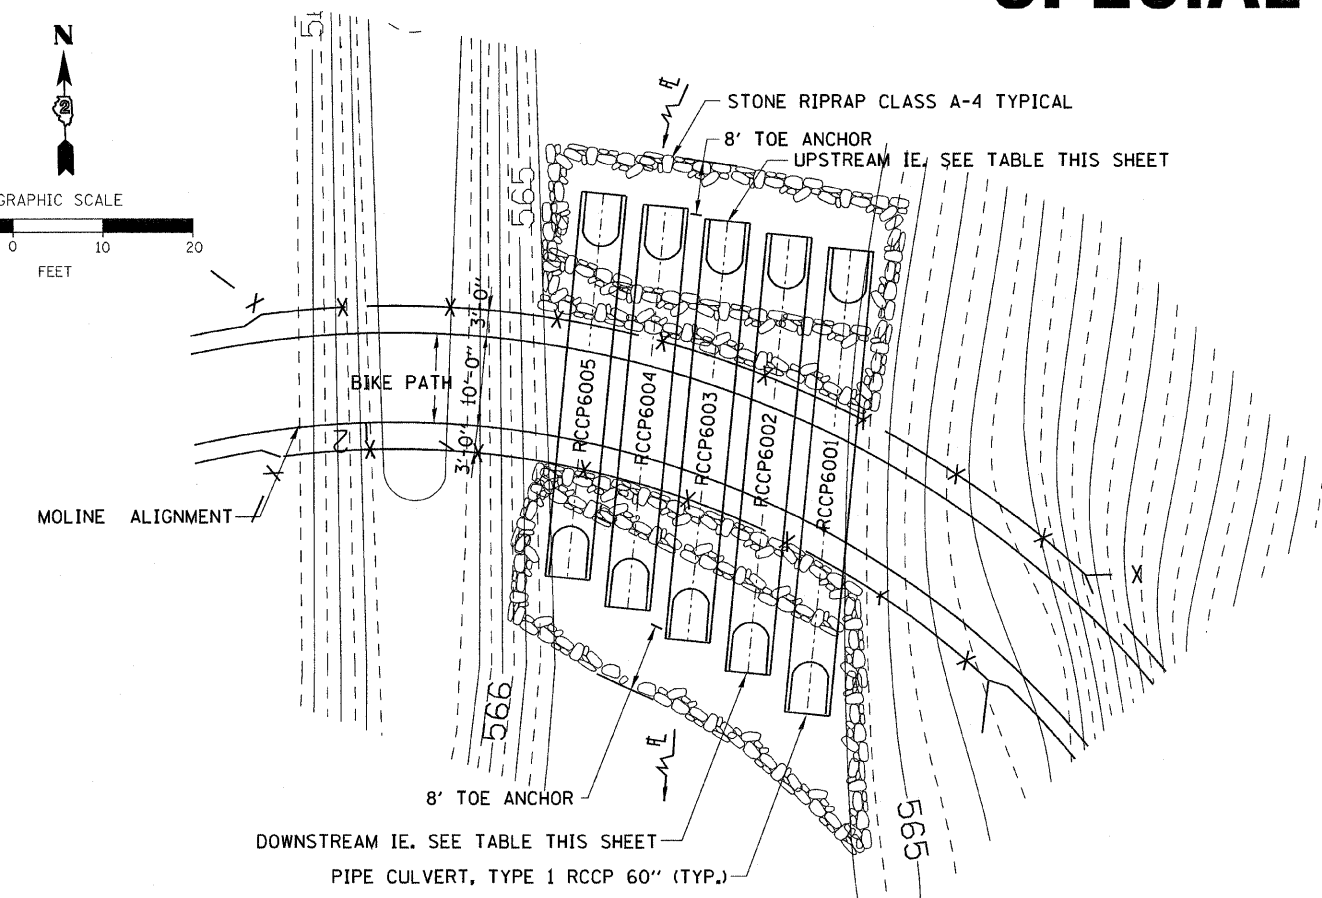 SPECIAL
N
2
GRAPHIC SCALE
0 10 20
FEET
STONE RIPRAP CLASS A-4 TYPICAL
8' TOE ANCHOR
UPSTREAM IE. SEE TABLE THIS SHEET
565
3'-0"
10'-0"
3'-0"
BIKE PATH
RCCP6005
RCCP6004
RCCP6003
RCCP6002
RCCP6001
MOLINE ALIGNMENT
566
8' TOE ANCHOR
DOWNSTREAM IE. SEE TABLE THIS SHEET
565
PIPE CULVERT, TYPE 1 RCCP 60" (TYP.)